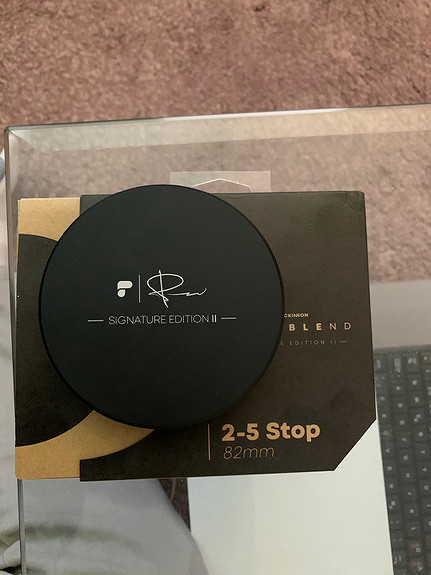 SIGNATURE EDITION II
CKINNON
BLEND
E EDITION II
2-5 Stop
82mm